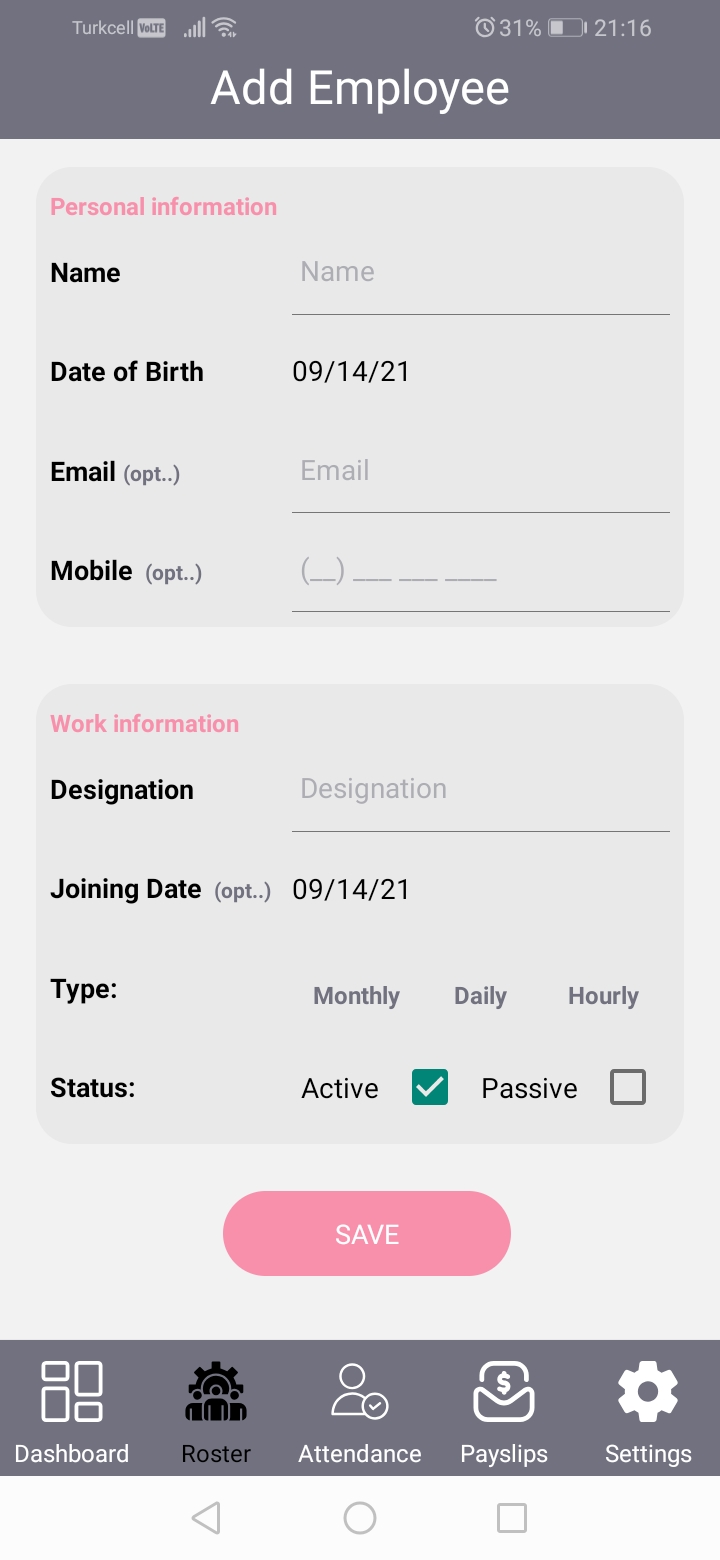 Turkcell VoLTE 31% 21:16
Add Employee
Personal information
Name Name
Date of Birth 09/14/21
Email (opt..) Email
Mobile (opt..) (__) ___ ___ ____
Work information
Designation Designation
Joining Date (opt..) 09/14/21
Type: Monthly Daily Hourly
Status: Active Passive
SAVE
Dashboard Roster Attendance Payslips Settings